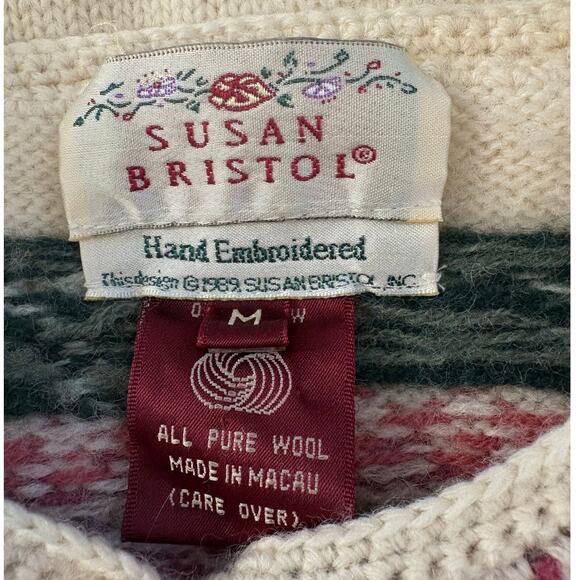 SUSAN
BRISTOL®
Hand Embroidered
This design © 1989, SUSAN BRISTOL, INC.
M
ALL PURE WOOL
MADE IN MACAU
(CARE OVER)